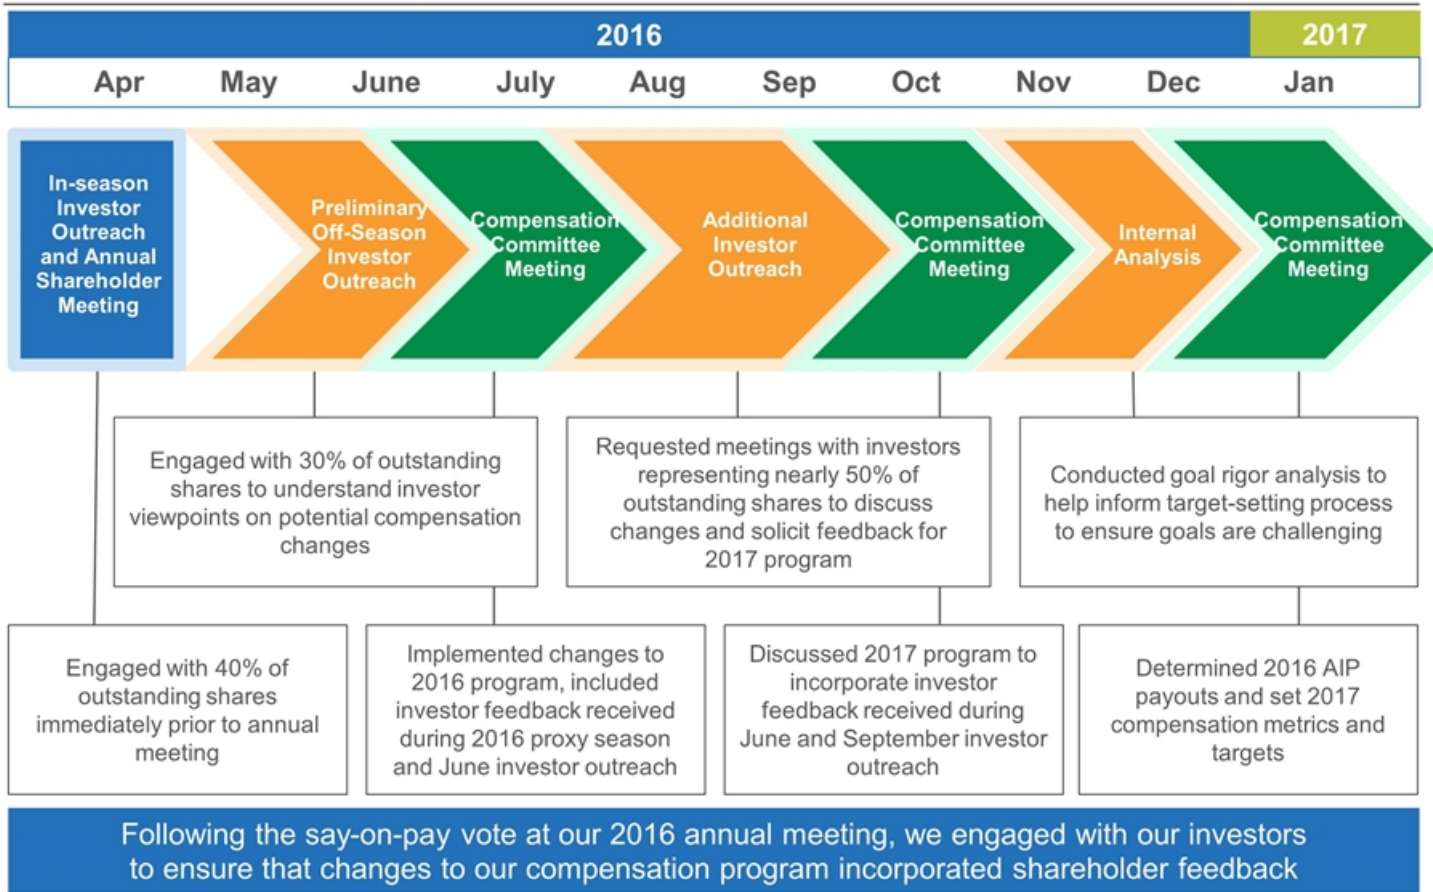 2016
2017
Apr May June July Aug Sep Oct Nov Dec Jan
In-season
Investor
Outreach
and Annual
Shareholder
Meeting
Preliminary
Off-Season
Investor
Outreach
Compensation
Committee
Meeting
Additional
Investor
Outreach
Compensation
Committee
Meeting
Internal
Analysis
Compensation
Committee
Meeting
Engaged with 30% of outstanding
shares to understand investor
viewpoints on potential compensation
changes
Requested meetings with investors
representing nearly 50% of
outstanding shares to discuss
changes and solicit feedback for
2017 program
Conducted goal rigor analysis to
help inform target-setting process
to ensure goals are challenging
Engaged with 40% of
outstanding shares
immediately prior to annual
meeting
Implemented changes to
2016 program, included
investor feedback received
during 2016 proxy season
and June investor outreach
Discussed 2017 program to
incorporate investor
feedback received during
June and September investor
outreach
Determined 2016 AIP
payouts and set 2017
compensation metrics and
targets
Following the say-on-pay vote at our 2016 annual meeting, we engaged with our investors
to ensure that changes to our compensation program incorporated shareholder feedback